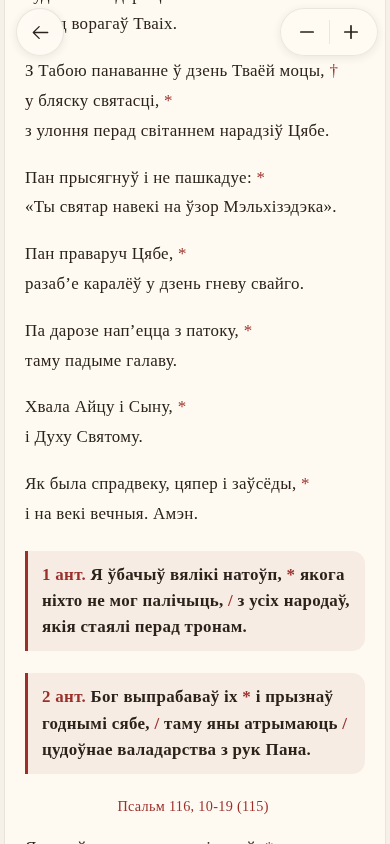 ворагаў Тваіх.
З Табою панаванне ў дзень Тваёй моцы, †
у бляску святасці, *
з улоння перад світаннем нарадзіў Цябе.
Пан прысягнуў і не пашкадуе: *
«Ты святар навекі на ўзор Мэльхізэдэка».
Пан праваруч Цябе, *
разаб’е каралёў у дзень гневу свайго.
Па дарозе нап’ецца з патоку, *
таму падыме галаву.
Хвала Айцу і Сыну, *
і Духу Святому.
Як была спрадвеку, цяпер і заўсёды, *
і на векі вечныя. Амэн.
1 ант. Я ўбачыў вялікі натоўп, * якога
ніхто не мог палічыць, / з усіх народаў,
якія стаялі перад тронам.
2 ант. Бог выпрабаваў іх * і прызнаў
годнымі сябе, / таму яны атрымаюць /
цудоўнае валадарства з рук Пана.
Псальм 116, 10-19 (115)